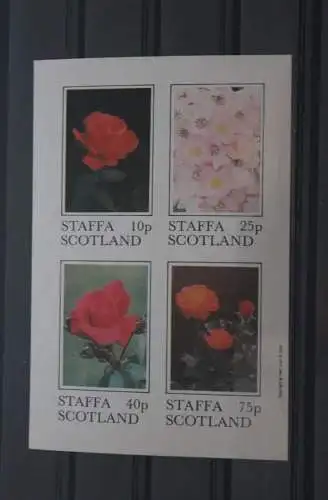 STAFFA 10p
SCOTLAND
STAFFA 25p
SCOTLAND
STAFFA 40p
SCOTLAND
STAFFA 75p
SCOTLAND